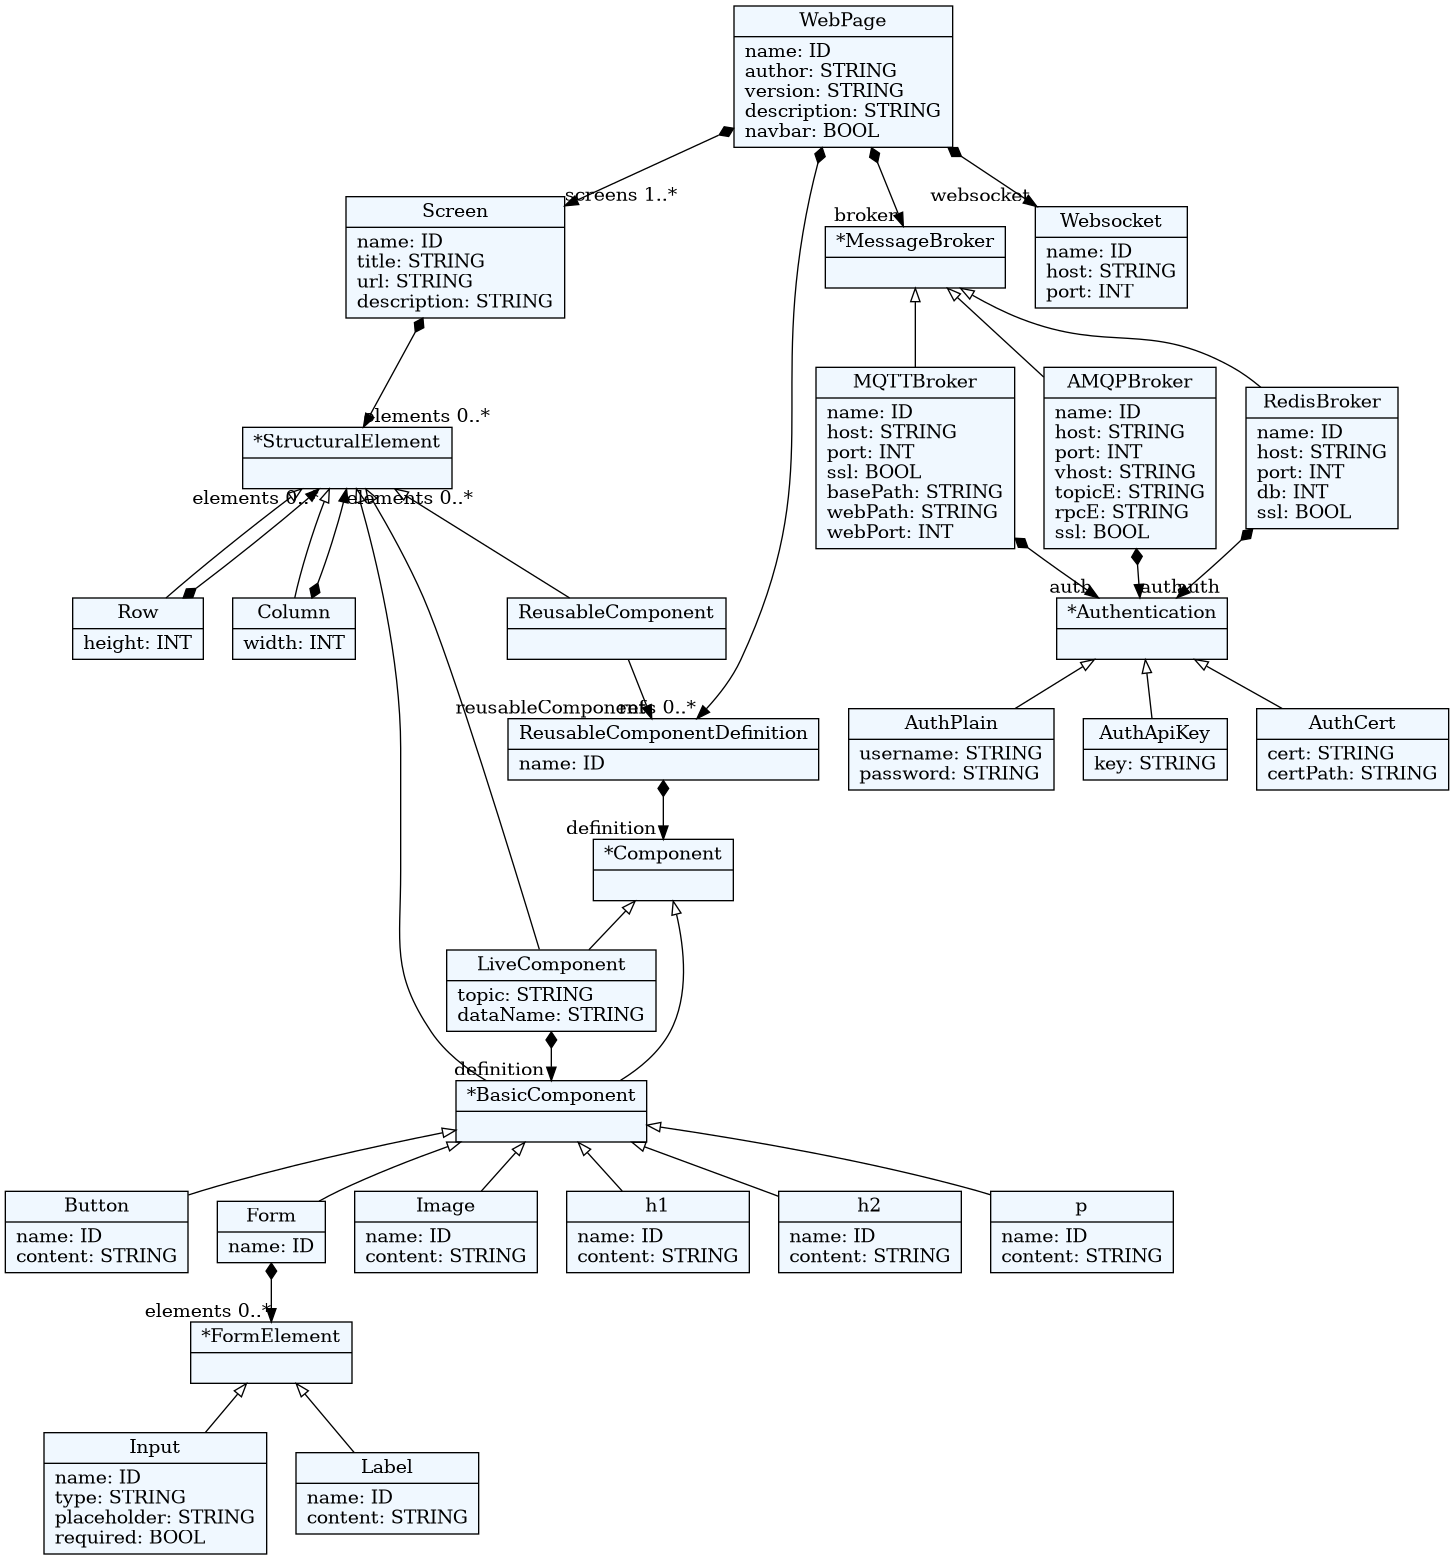 WebPage
name: ID
author: STRING
version: STRING
description: STRING
navbar: BOOL
screens 1..*
broker
websocket
Screen
name: ID
title: STRING
url: STRING
description: STRING
*MessageBroker
Websocket
name: ID
host: STRING
port: INT
MQTTBroker
name: ID
host: STRING
port: INT
ssl: BOOL
basePath: STRING
webPath: STRING
webPort: INT
AMQPBroker
name: ID
host: STRING
port: INT
vhost: STRING
topicE: STRING
rpcE: STRING
ssl: BOOL
RedisBroker
name: ID
host: STRING
port: INT
db: INT
ssl: BOOL
elements 0..*
*StructuralElement
elements 0..*
elements 0..*
auth
auth
auth
Row
height: INT
Column
width: INT
ReusableComponent
*Authentication
reusableComponents 0..*
ref
ReusableComponentDefinition
name: ID
AuthPlain
username: STRING
password: STRING
AuthApiKey
key: STRING
AuthCert
cert: STRING
certPath: STRING
definition
*Component
LiveComponent
topic: STRING
dataName: STRING
definition
*BasicComponent
Button
name: ID
content: STRING
Form
name: ID
Image
name: ID
content: STRING
h1
name: ID
content: STRING
h2
name: ID
content: STRING
p
name: ID
content: STRING
elements 0..*
*FormElement
Input
name: ID
type: STRING
placeholder: STRING
required: BOOL
Label
name: ID
content: STRING